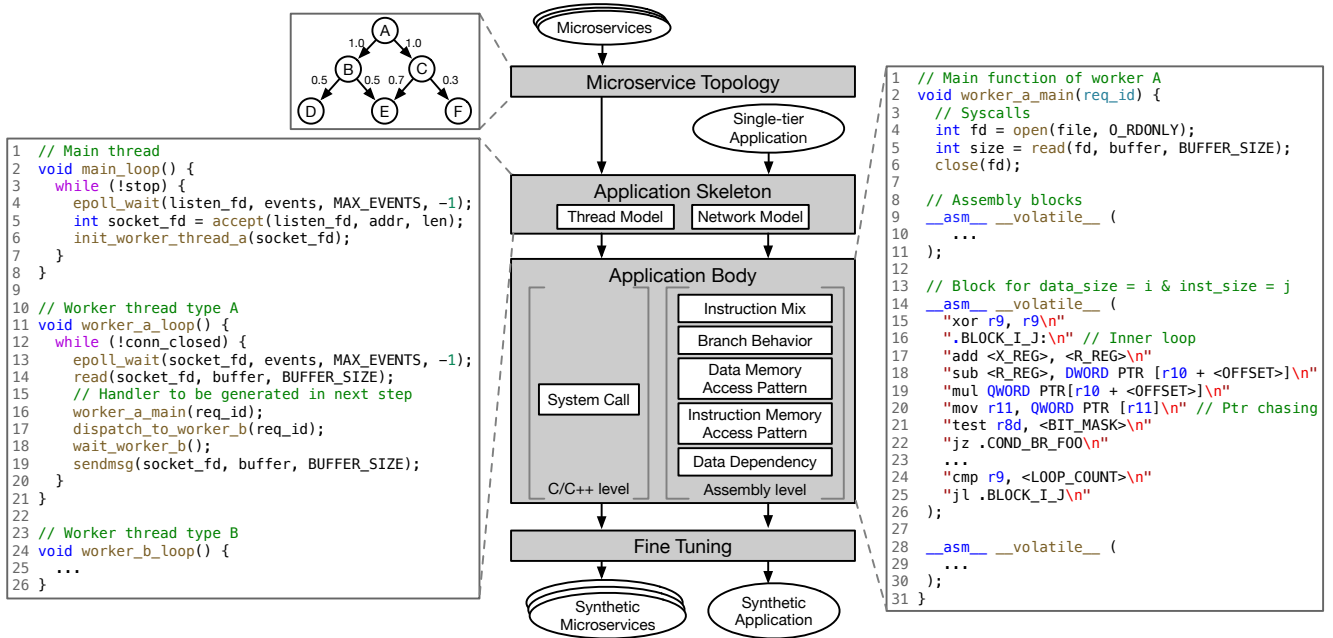 A
1.0
1.0
B
C
0.5
0.5
0.7
0.3
D
E
F
Microservices
Microservice Topology
Single-tier
Application
Application Skeleton
Thread Model
Network Model
Application Body
System Call
C/C++ level
Instruction Mix
Branch Behavior
Data Memory
Access Pattern
Instruction Memory
Access Pattern
Data Dependency
Assembly level
Fine Tuning
Synthetic
Microservices
Synthetic
Application
1 // Main thread
2 void main_loop() {
3   while (!stop) {
4     epoll_wait(listen_fd, events, MAX_EVENTS, -1);
5     int socket_fd = accept(listen_fd, addr, len);
6     init_worker_thread_a(socket_fd);
7   }
8 }
9
10 // Worker thread type A
11 void worker_a_loop() {
12   while (!conn_closed) {
13     epoll_wait(socket_fd, events, MAX_EVENTS, -1);
14     read(socket_fd, buffer, BUFFER_SIZE);
15     // Handler to be generated in next step
16     worker_a_main(req_id);
17     dispatch_to_worker_b(req_id);
18     wait_worker_b();
19     sendmsg(socket_fd, buffer, BUFFER_SIZE);
20   }
21 }
22
23 // Worker thread type B
24 void worker_b_loop() {
25   ...
26 }
1 // Main function of worker A
2 void worker_a_main(req_id) {
3   // Syscalls
4   int fd = open(file, O_RDONLY);
5   int size = read(fd, buffer, BUFFER_SIZE);
6   close(fd);
7
8   // Assembly blocks
9   __asm__ __volatile__ (
10     ...
11   );
12
13   // Block for data_size = i & inst_size = j
14   __asm__ __volatile__ (
15     "xor r9, r9\n"
16     ".BLOCK_I_J:\n" // Inner loop
17     "add <X_REG>, <R_REG>\n"
18     "sub <R_REG>, DWORD PTR [r10 + <OFFSET>]\n"
19     "mul QWORD PTR[r10 + <OFFSET>]\n"
20     "mov r11, QWORD PTR [r11]\n" // Ptr chasing
21     "test r8d, <BIT_MASK>\n"
22     "jz .COND_BR_FOO\n"
23     ...
24     "cmp r9, <LOOP_COUNT>\n"
25     "jl .BLOCK_I_J\n"
26   );
27
28   __asm__ __volatile__ (
29     ...
30   );
31 }